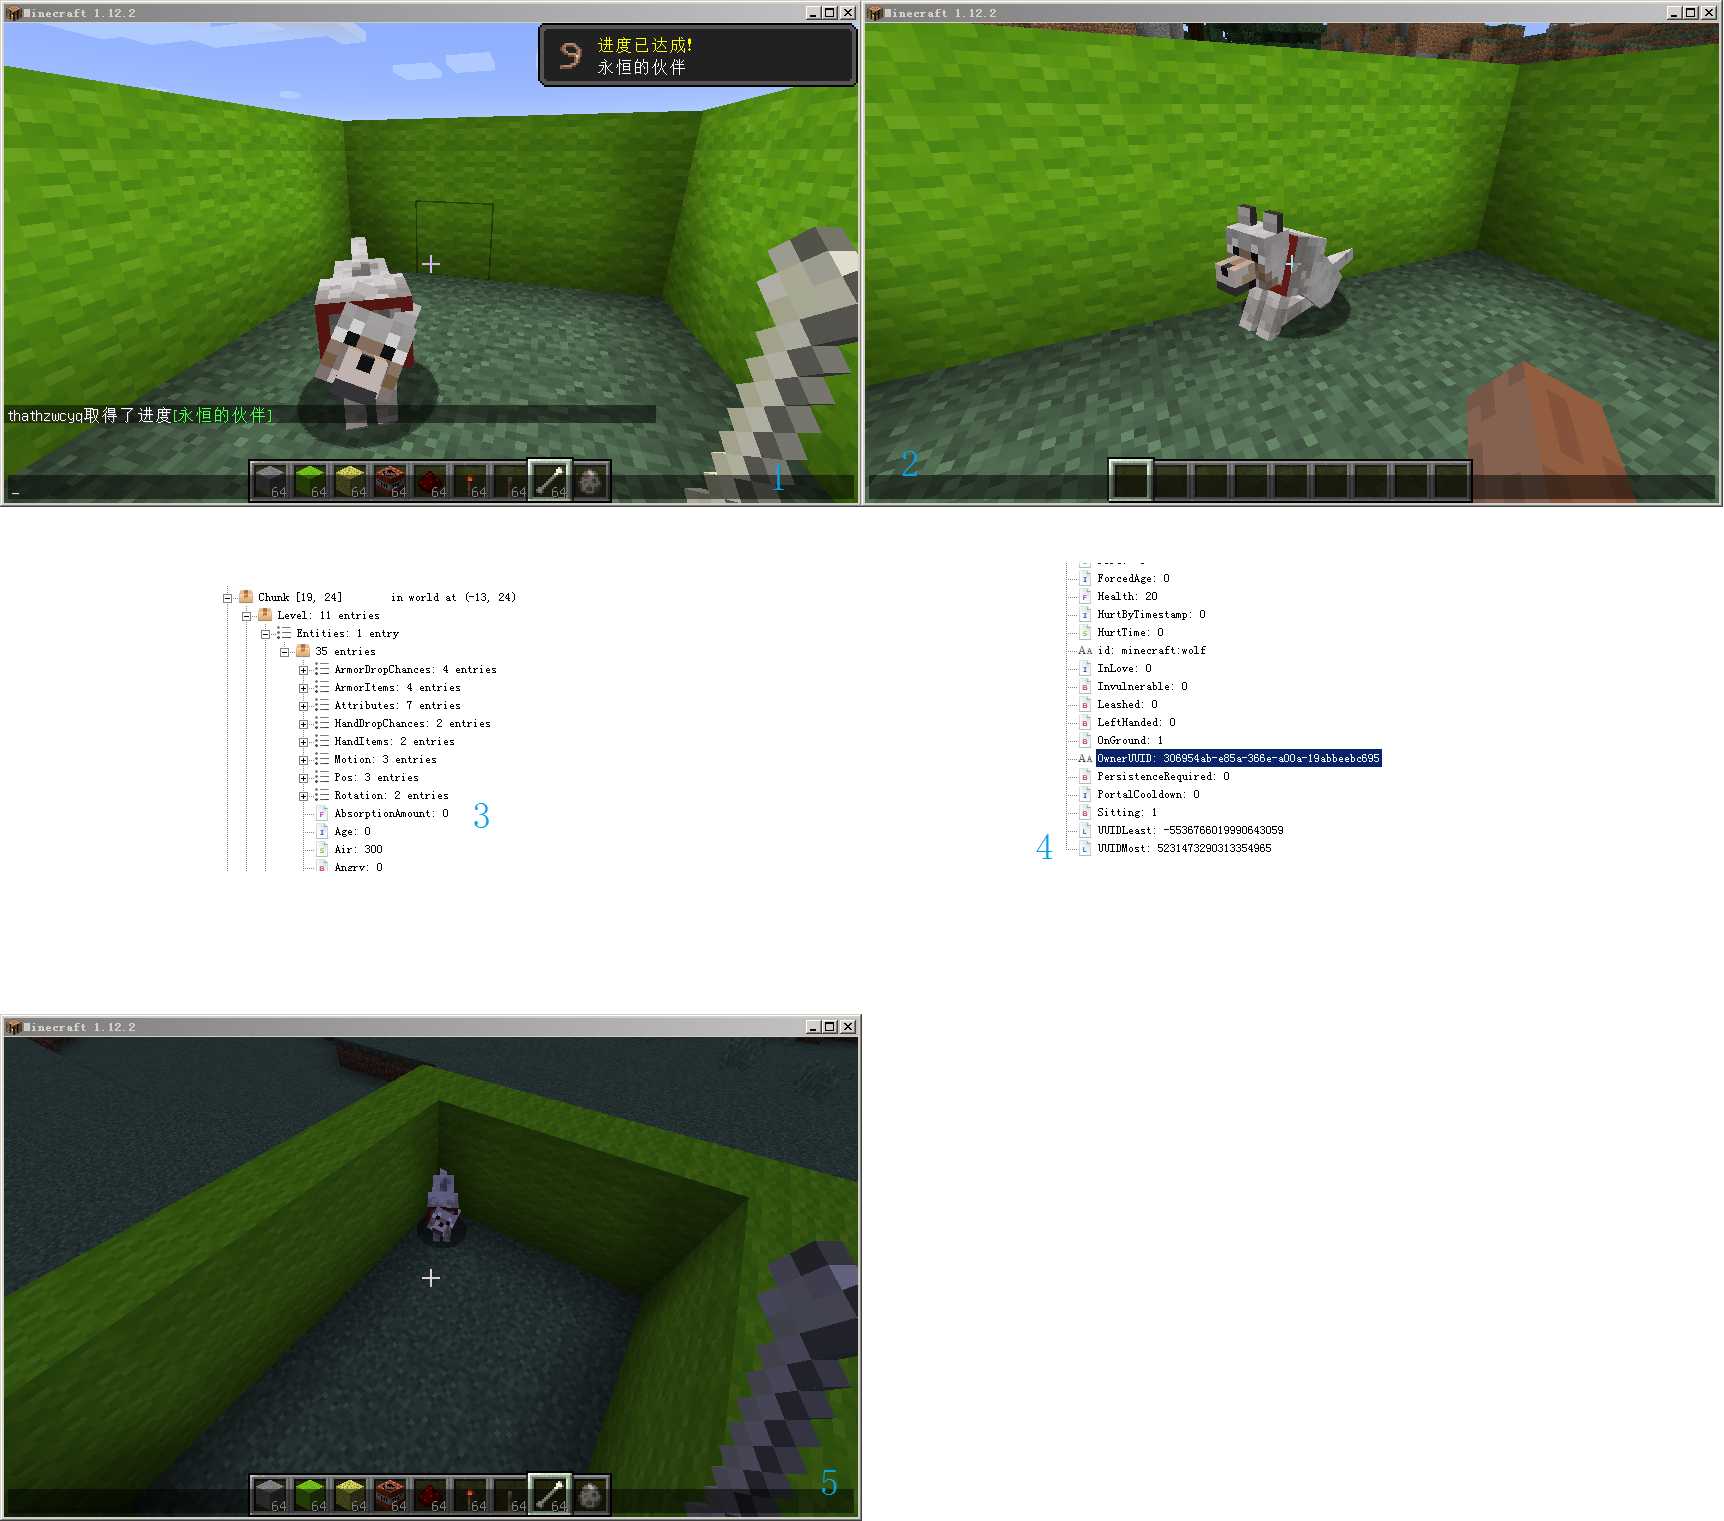 Minecraft 1.12.2
进度已达成!
永恒的伙伴
thathzwcyq取得了进度[永恒的伙伴]
_
64 64 64 64 64 64 64 64
1
Minecraft 1.12.2
2
Chunk [19, 24] in world at (-13, 24)
Level: 11 entries
Entities: 1 entry
35 entries
ArmorDropChances: 4 entries
ArmorItems: 4 entries
Attributes: 7 entries
HandDropChances: 2 entries
HandItems: 2 entries
Motion: 3 entries
Pos: 3 entries
Rotation: 2 entries
AbsorptionAmount: 0
Age: 0
Air: 300
Angry: 0
3
ForcedAge: 0
Health: 20
HurtByTimestamp: 0
HurtTime: 0
id: minecraft:wolf
InLove: 0
Invulnerable: 0
Leashed: 0
LeftHanded: 0
OnGround: 1
OwnerUUID: 306954ab-e85a-366e-a00a-19abbeebc695
PersistenceRequired: 0
PortalCooldown: 0
Sitting: 1
UUIDLeast: -5536766019990643059
UUIDMost: 5231473290313354965
4
Minecraft 1.12.2
64 64 64 64 64 64 64 64
5